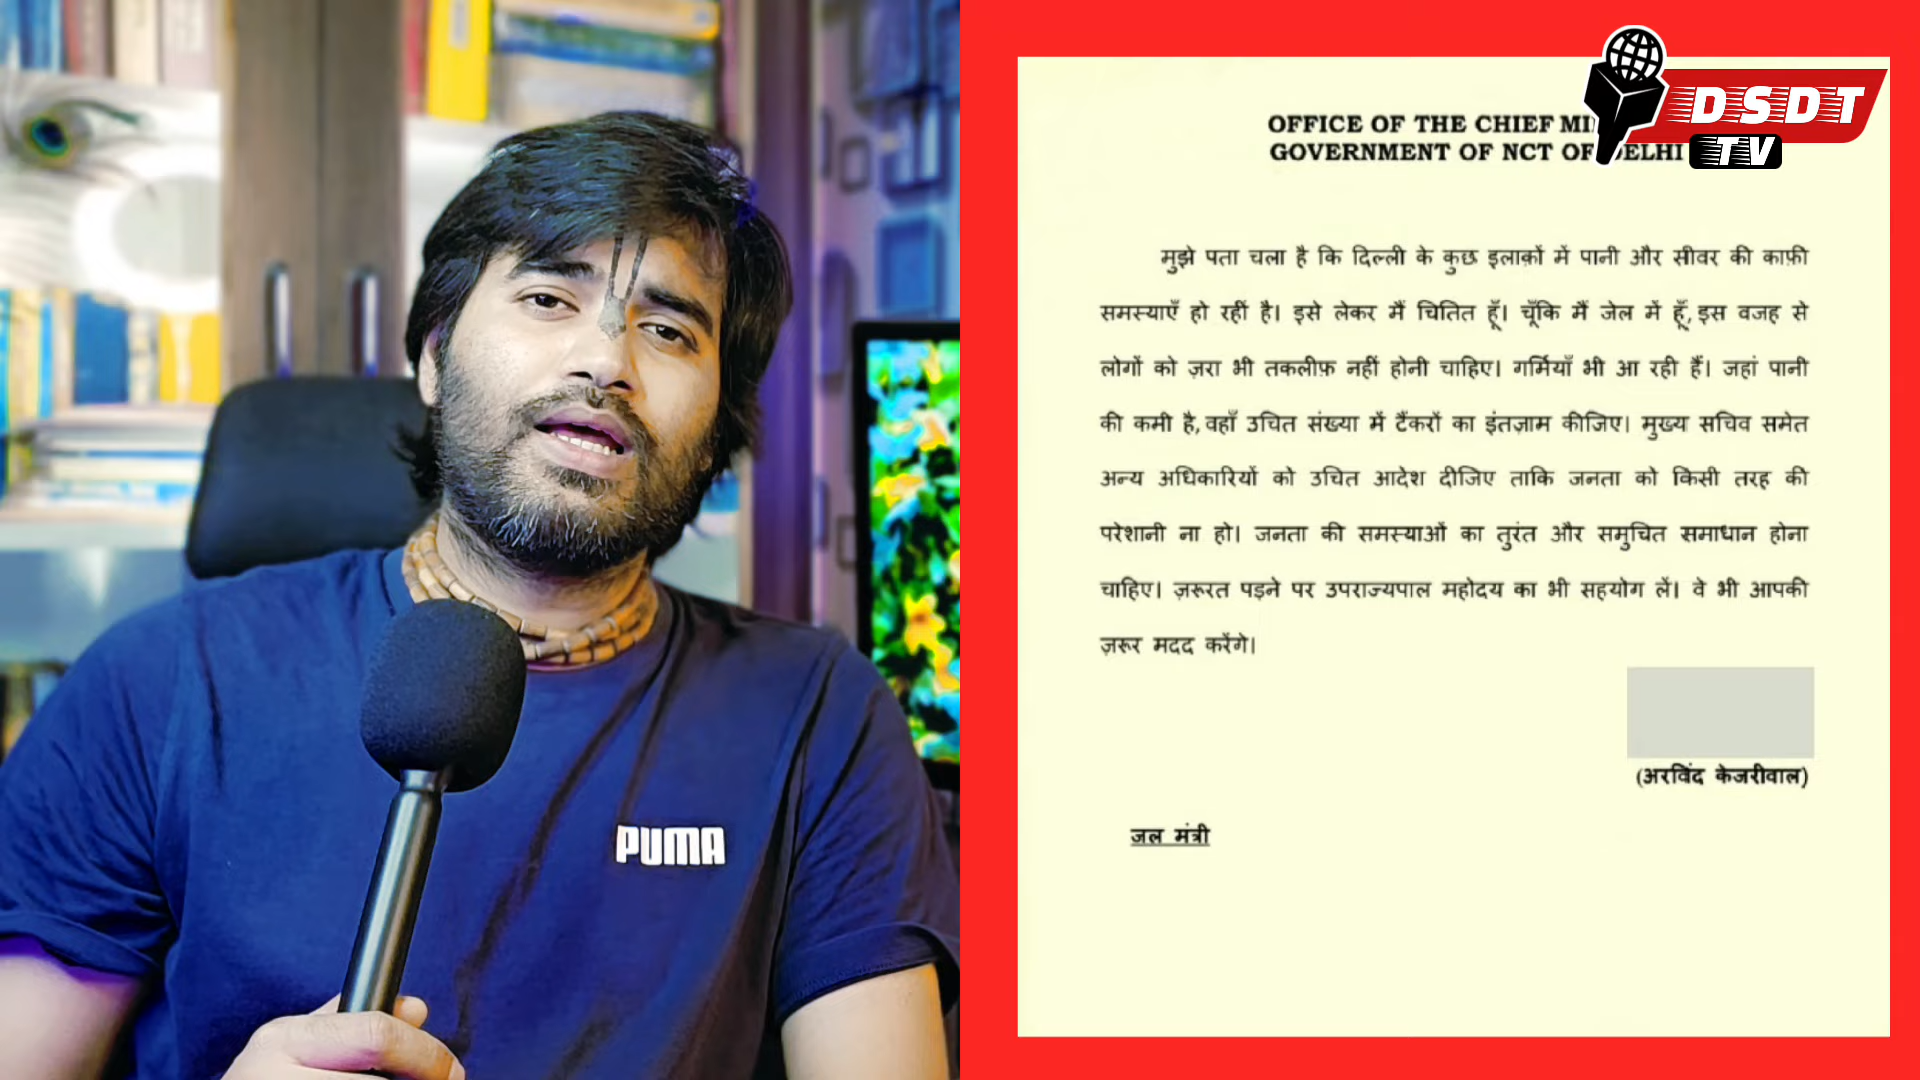 PUMA
DSDT
TV
OFFICE OF THE CHIEF MI
GOVERNMENT OF NCT OF DELHI
मुझे पता चला है कि दिल्ली के कुछ इलाक़ों में पानी और सीवर की काफ़ी
समस्याएँ हो रहीं है। इसे लेकर मैं चिंतित हूँ। चूँकि मैं जेल में हूँ, इस वजह से
लोगों को ज़रा भी तकलीफ़ नहीं होनी चाहिए। गर्मियाँ भी आ रही हैं। जहां पानी
की कमी है, वहाँ उचित संख्या में टैंकरों का इंतज़ाम कीजिए। मुख्य सचिव समेत
अन्य अधिकारियों को उचित आदेश दीजिए ताकि जनता को किसी तरह की
परेशानी ना हो। जनता की समस्याओं का तुरंत और समुचित समाधान होना
चाहिए। ज़रूरत पड़ने पर उपराज्यपाल महोदय का भी सहयोग लें। वे भी आपकी
ज़रूर मदद करेंगे।
(अरविंद केजरीवाल)
जल मंत्री